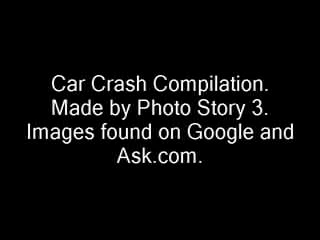 Car Crash Compilation.
Made by Photo Story 3.
Images found on Google and
Ask.com.